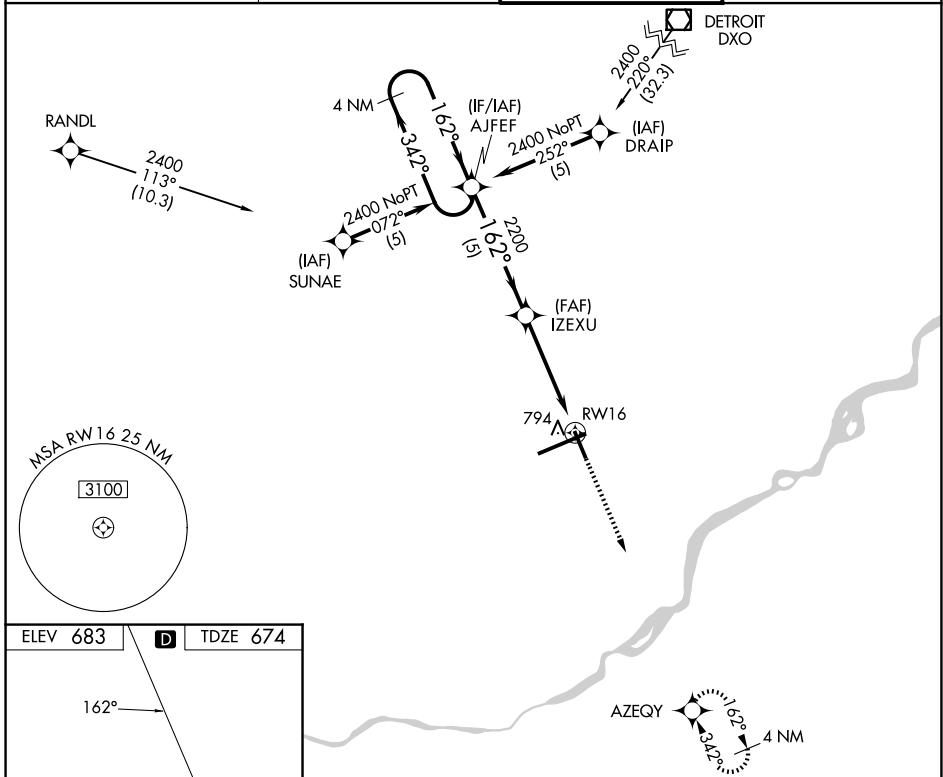 DETROIT
DXO
2400
220°
(32.3)
4 NM
162°
342°
(IF/IAF)
AJFEF
2400 NoPT
252°
(5)
(IAF)
DRAIP
RANDL
2400
113°
(10.3)
2400 NoPT
072°
(5)
(IAF)
SUNAE
2200
162°
(5)
(FAF)
IZEXU
794
RW16
MSA RW16 25 NM
3100
ELEV 683
D
TDZE 674
162°
AZEQY
162°
342°
4 NM